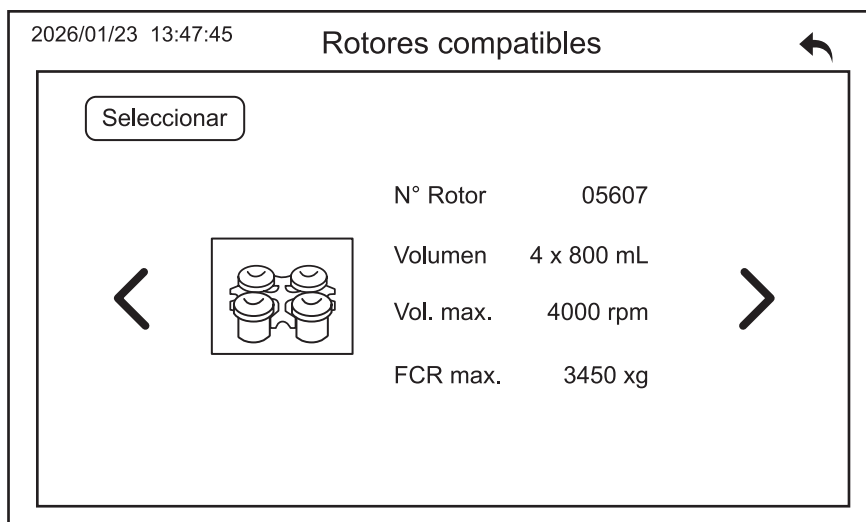 2026/01/23 13:47:45
Rotores compatibles
Seleccionar
N° Rotor 05607
Volumen 4 x 800 mL
Vol. max. 4000 rpm
FCR max. 3450 xg